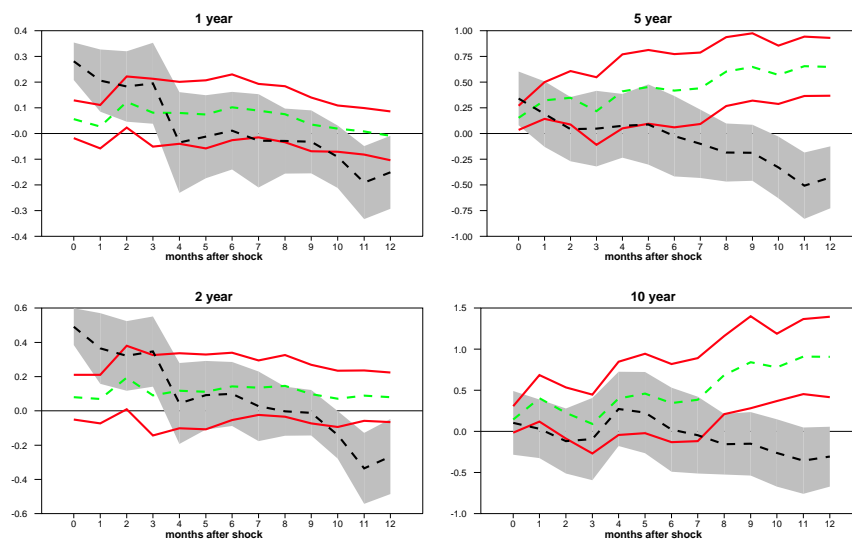 1 year
0.4
0.3
0.2
0.1
-0.0
-0.1
-0.2
-0.3
-0.4
0 1 2 3 4 5 6 7 8 9 10 11 12
months after shock
5 year
1.00
0.75
0.50
0.25
0.00
-0.25
-0.50
-0.75
-1.00
0 1 2 3 4 5 6 7 8 9 10 11 12
months after shock
2 year
0.6
0.4
0.2
0.0
-0.2
-0.4
-0.6
0 1 2 3 4 5 6 7 8 9 10 11 12
months after shock
10 year
1.5
1.0
0.5
0.0
-0.5
-1.0
0 1 2 3 4 5 6 7 8 9 10 11 12
months after shock